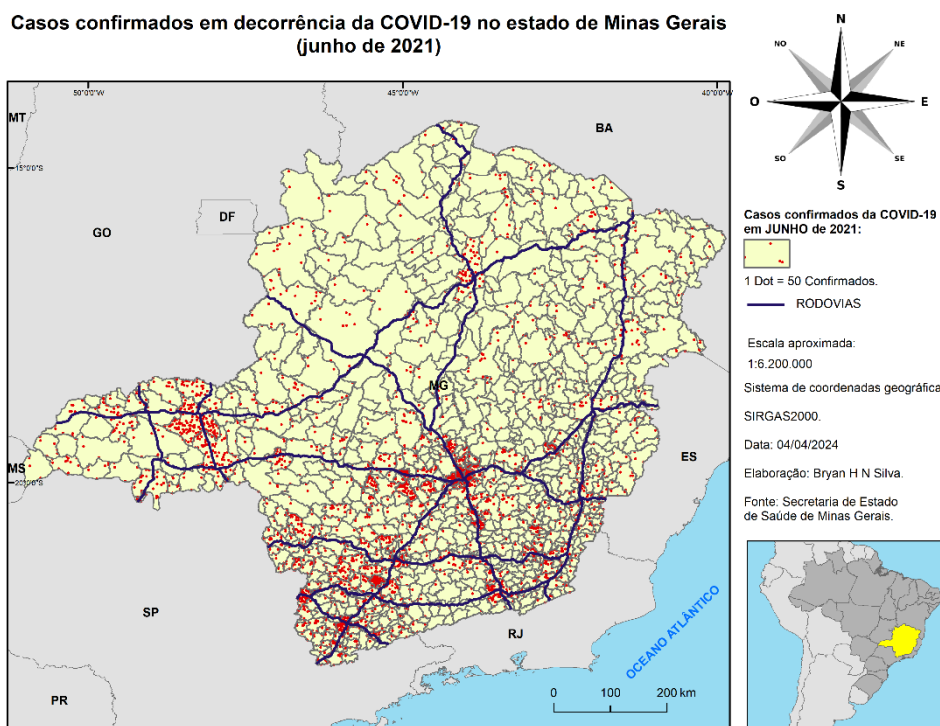 Casos confirmados em decorrência da COVID-19 no estado de Minas Gerais
(junho de 2021)
50°0'0"W
45°0'0"W
40°0'0"W
MT
BA
15°0'0"S
DF
GO
MG
MS
20°0'0"S
ES
SP
RJ
PR
OCEANO ATLÂNTICO
0 100 200 km
N
NO
NE
O
E
SO
SE
S
Casos confirmados da COVID-19
em JUNHO de 2021:
1 Dot = 50 Confirmados.
RODOVIAS
Escala aproximada:
1:6.200.000
Sistema de coordenadas geográfica
SIRGAS2000.
Data: 04/04/2024
Elaboração: Bryan H N Silva.
Fonte: Secretaria de Estado
de Saúde de Minas Gerais.